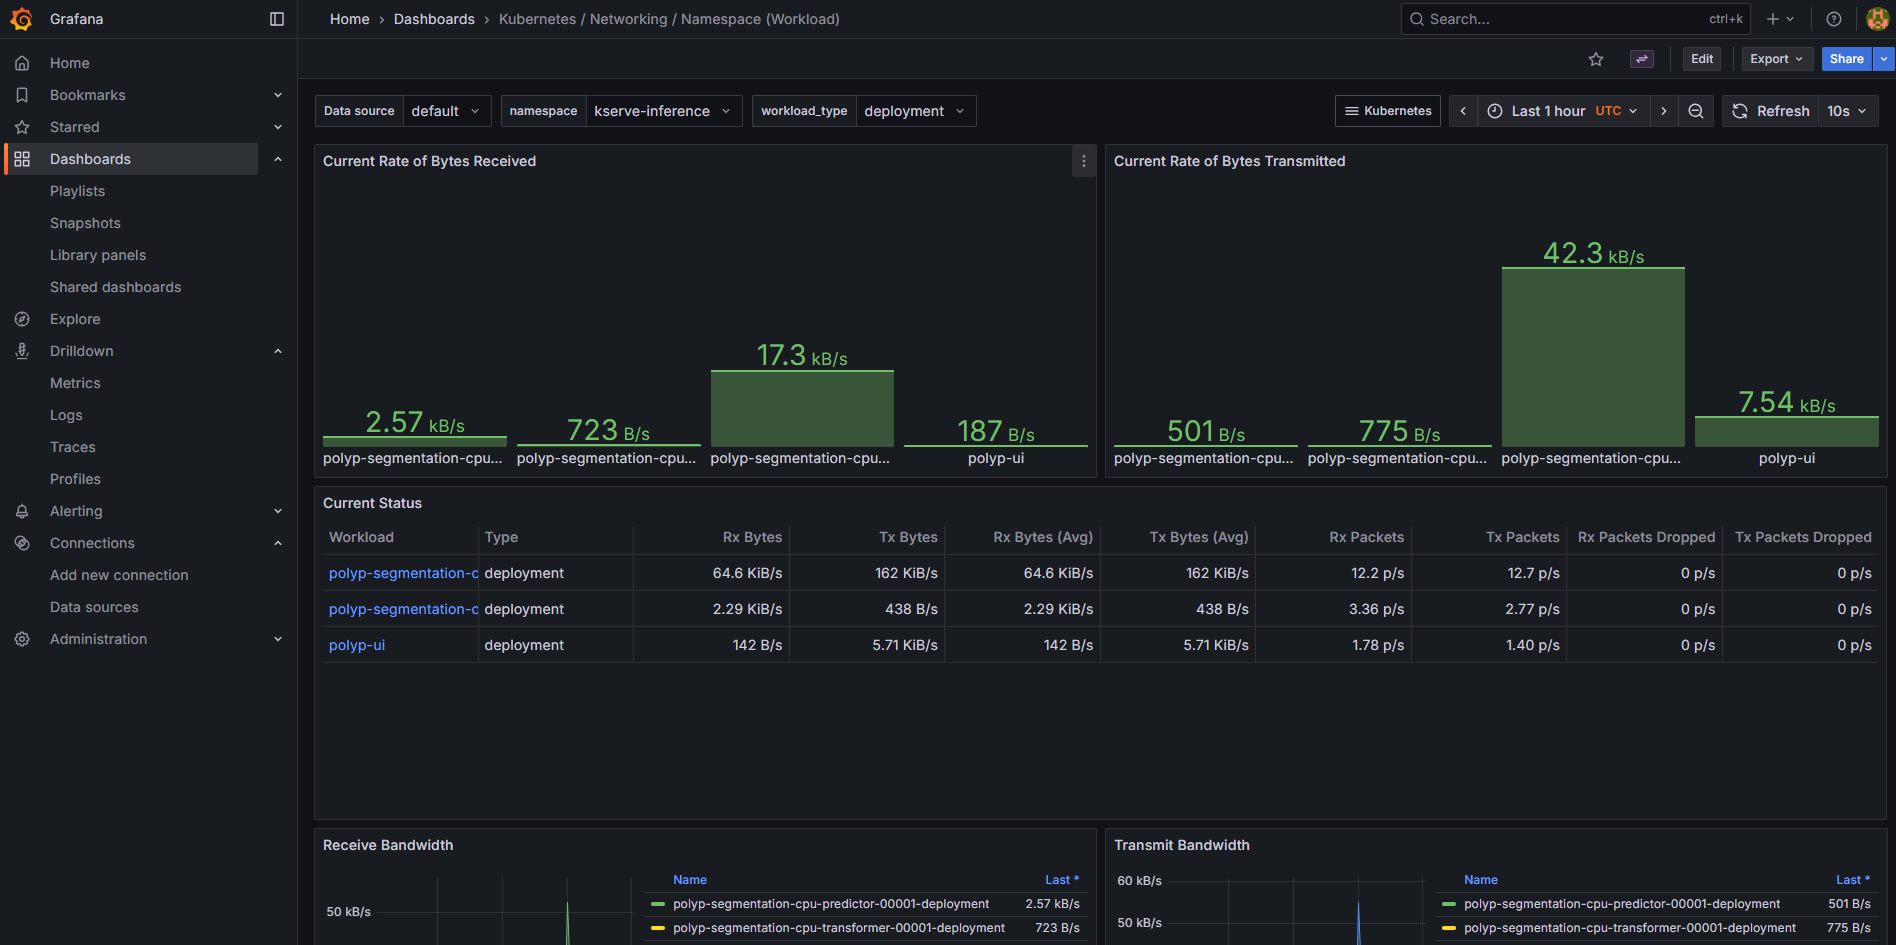 Grafana
Home
Bookmarks
Starred
Dashboards
Playlists
Snapshots
Library panels
Shared dashboards
Explore
Drilldown
Metrics
Logs
Traces
Profiles
Alerting
Connections
Add new connection
Data sources
Administration
Home › Dashboards › Kubernetes / Networking / Namespace (Workload)
Search... ctrl+k
Edit Export Share
Data source default namespace kserve-inference workload_type deployment Kubernetes Last 1 hour UTC Refresh 10s
Current Rate of Bytes Received
2.57 kB/s 723 B/s 17.3 kB/s 187 B/s
polyp-segmentation-cpu... polyp-segmentation-cpu... polyp-segmentation-cpu... polyp-ui
Current Rate of Bytes Transmitted
501 B/s 775 B/s 42.3 kB/s 7.54 kB/s
polyp-segmentation-cpu... polyp-segmentation-cpu... polyp-segmentation-cpu... polyp-ui
Current Status
Workload Type Rx Bytes Tx Bytes Rx Bytes (Avg) Tx Bytes (Avg) Rx Packets Tx Packets Rx Packets Dropped Tx Packets Dropped
polyp-segmentation-c deployment 64.6 KiB/s 162 KiB/s 64.6 KiB/s 162 KiB/s 12.2 p/s 12.7 p/s 0 p/s 0 p/s
polyp-segmentation-c deployment 2.29 KiB/s 438 B/s 2.29 KiB/s 438 B/s 3.36 p/s 2.77 p/s 0 p/s 0 p/s
polyp-ui deployment 142 B/s 5.71 KiB/s 142 B/s 5.71 KiB/s 1.78 p/s 1.40 p/s 0 p/s 0 p/s
Receive Bandwidth
50 kB/s
Name Last *
polyp-segmentation-cpu-predictor-00001-deployment 2.57 kB/s
polyp-segmentation-cpu-transformer-00001-deployment 723 B/s
Transmit Bandwidth
60 kB/s
50 kB/s
Name Last *
polyp-segmentation-cpu-predictor-00001-deployment 501 B/s
polyp-segmentation-cpu-transformer-00001-deployment 775 B/s